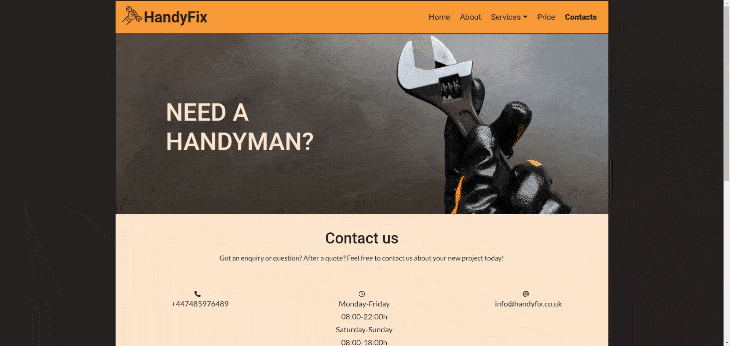 HandyFix
Home About Services Price Contacts
NEED A
HANDYMAN?
Contact us
Got an enquiry or question? After a quote? Feel free to contact us about your new project today!
+447485976489
Monday-Friday
08:00-22:00h
Saturday-Sunday
08:00-18:00h
info@handyfix.co.uk